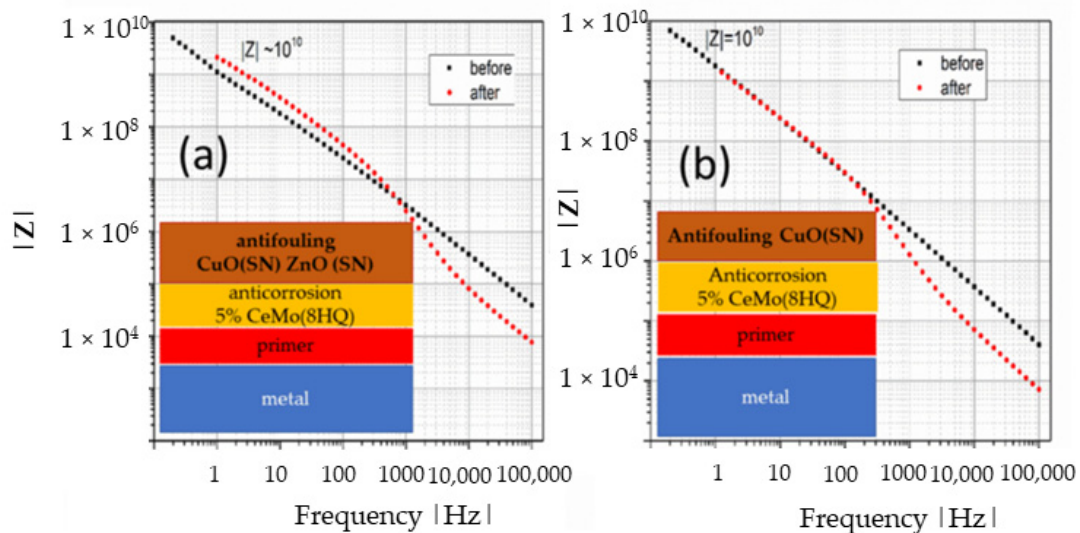 1 × 10¹⁰
1 × 10⁸
1 × 10⁶
1 × 10⁴
|Z|
|Z| ~10¹⁰
before
after
(a)
antifouling
CuO(SN) ZnO (SN)
anticorrosion
5% CeMo(8HQ)
primer
metal
1 10 100 1000 10,000 100,000
Frequency |Hz|
1 × 10¹⁰
1 × 10⁸
1 × 10⁶
1 × 10⁴
|Z|
|Z|=10¹⁰
before
after
(b)
Antifouling CuO(SN)
Anticorrosion
5% CeMo(8HQ)
primer
metal
1 10 100 1000 10,000 100,000
Frequency |Hz|